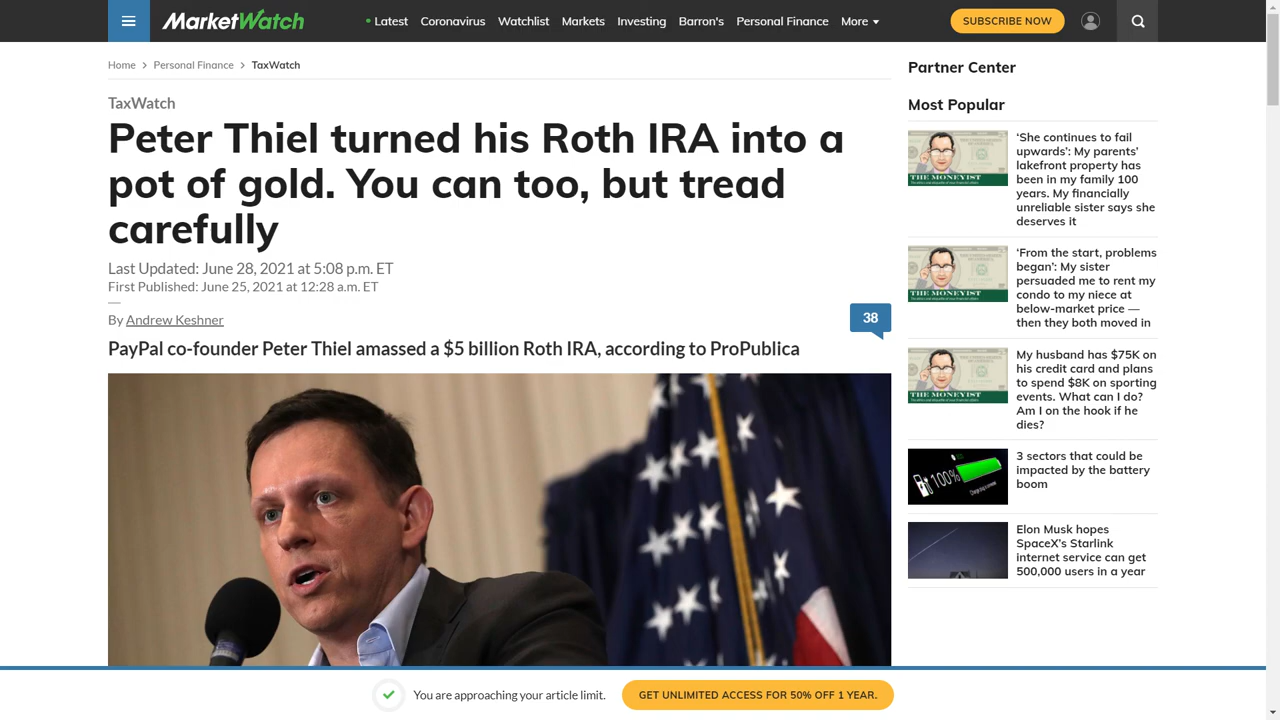 MarketWatch
Latest Coronavirus Watchlist Markets Investing Barron's Personal Finance More
SUBSCRIBE NOW
Home > Personal Finance > TaxWatch
TaxWatch
Peter Thiel turned his Roth IRA into a
pot of gold. You can too, but tread
carefully
Last Updated: June 28, 2021 at 5:08 p.m. ET
First Published: June 25, 2021 at 12:28 a.m. ET
—
By Andrew Keshner
38
PayPal co-founder Peter Thiel amassed a $5 billion Roth IRA, according to ProPublica
Partner Center
Most Popular
THE MONEYIST
‘She continues to fail
upwards’: My parents’
lakefront property has
been in my family 100
years. My financially
unreliable sister says she
deserves it
THE MONEYIST
‘From the start, problems
began’: My sister
persuaded me to rent my
condo to my niece at
below-market price —
then they both moved in
THE MONEYIST
My husband has $75K on
his credit card and plans
to spend $8K on sporting
events. What can I do?
Am I on the hook if he
dies?
100%
3 sectors that could be
impacted by the battery
boom
Elon Musk hopes
SpaceX’s Starlink
internet service can get
500,000 users in a year
You are approaching your article limit.
GET UNLIMITED ACCESS FOR 50% OFF 1 YEAR.